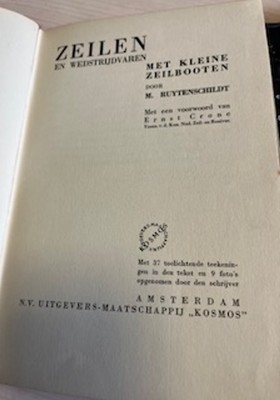 ZEILEN
EN WEDSTRIJDVAREN
MET KLEINE
ZEILBOOTEN
DOOR
M. RUYTENSCHILDT
Met een voorwoord van
Ernst Crone
KOSMOS
Met 37 toelichtende teekenin-
gen in den tekst en 9 foto's
opgenomen door den schrijver
AMSTERDAM
N.V. UITGEVERS-MAATSCHAPPIJ „KOSMOS"